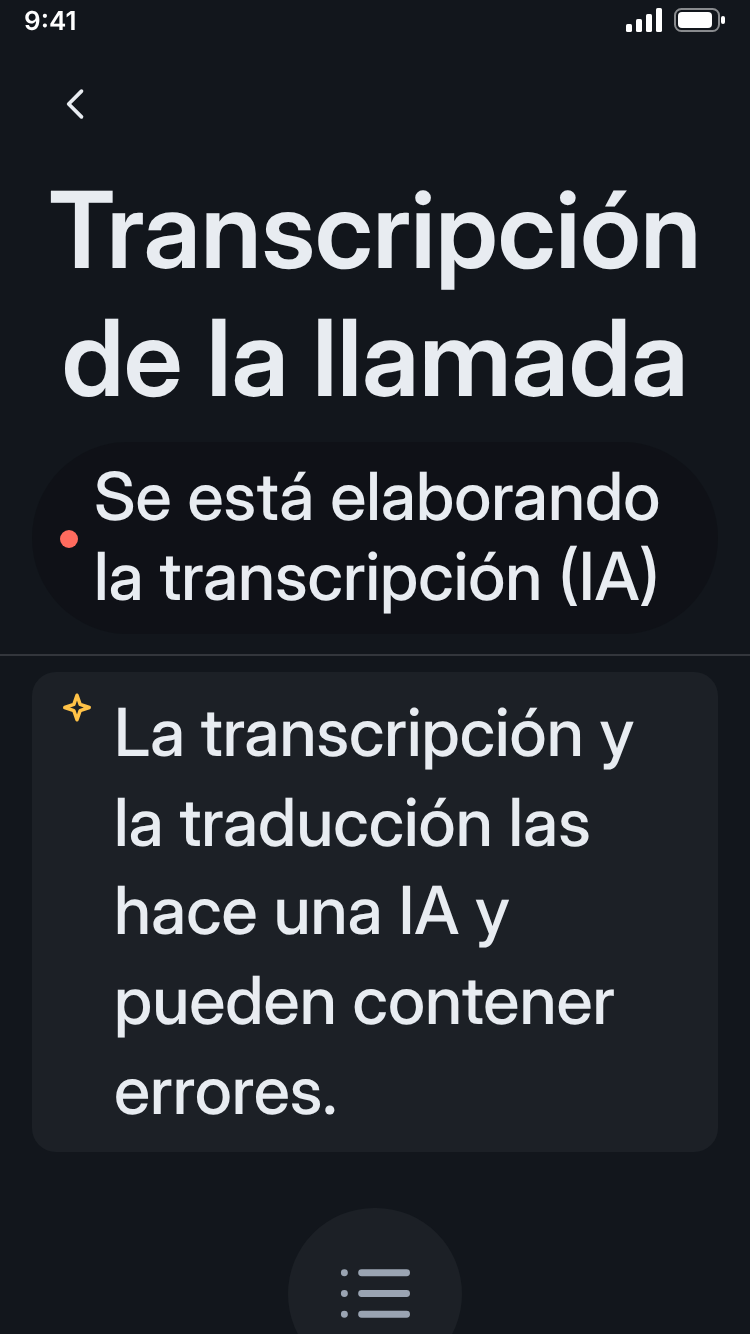 9:41
Transcripción
de la llamada
Se está elaborando
la transcripción (IA)
La transcripción y
la traducción las
hace una IA y
pueden contener
errores.